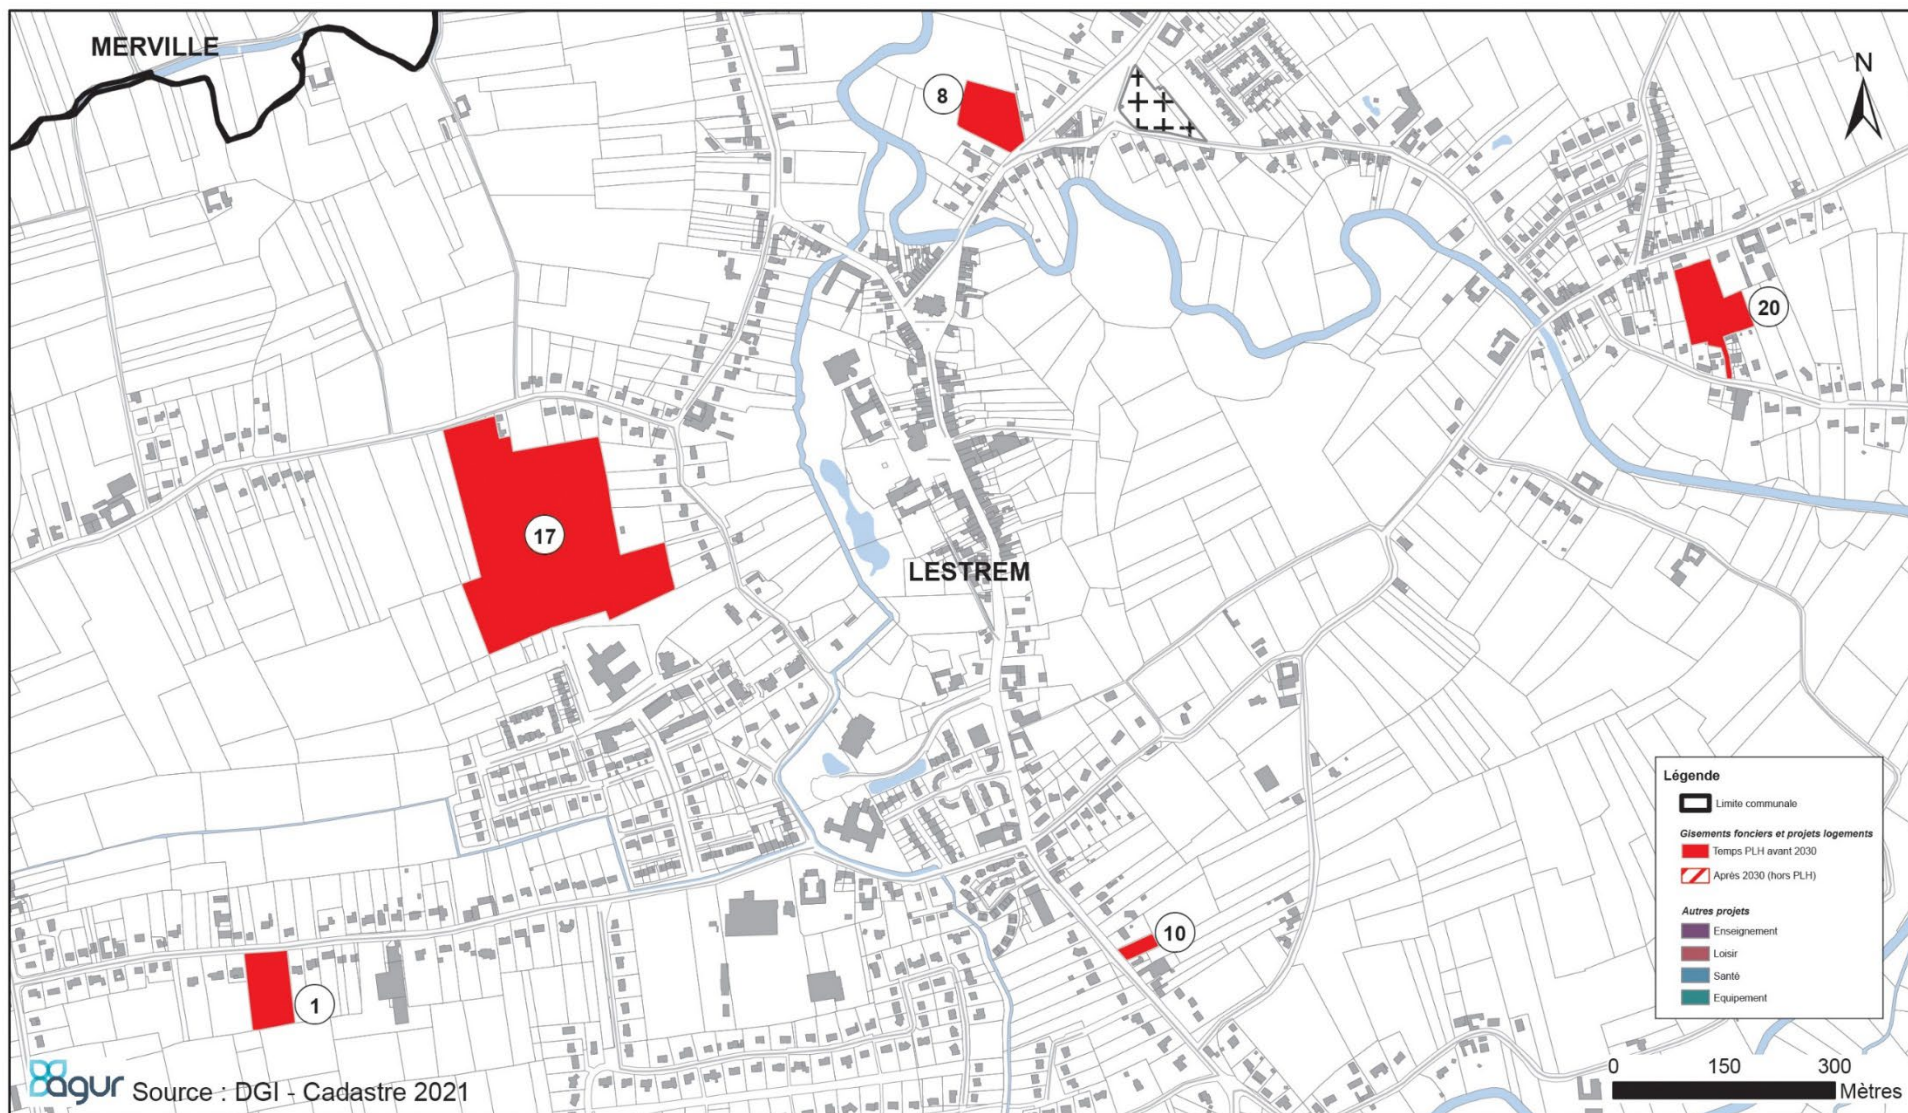 MERVILLE
8
N
20
17
LESTREM
10
1
Légende
Limite communale
Gisements fonciers et projets logements
Temps PLH avant 2030
Après 2030 (hors PLH)
Autres projets
Enseignement
Loisir
Santé
Equipement
0 150 300
Mètres
agur Source : DGI - Cadastre 2021